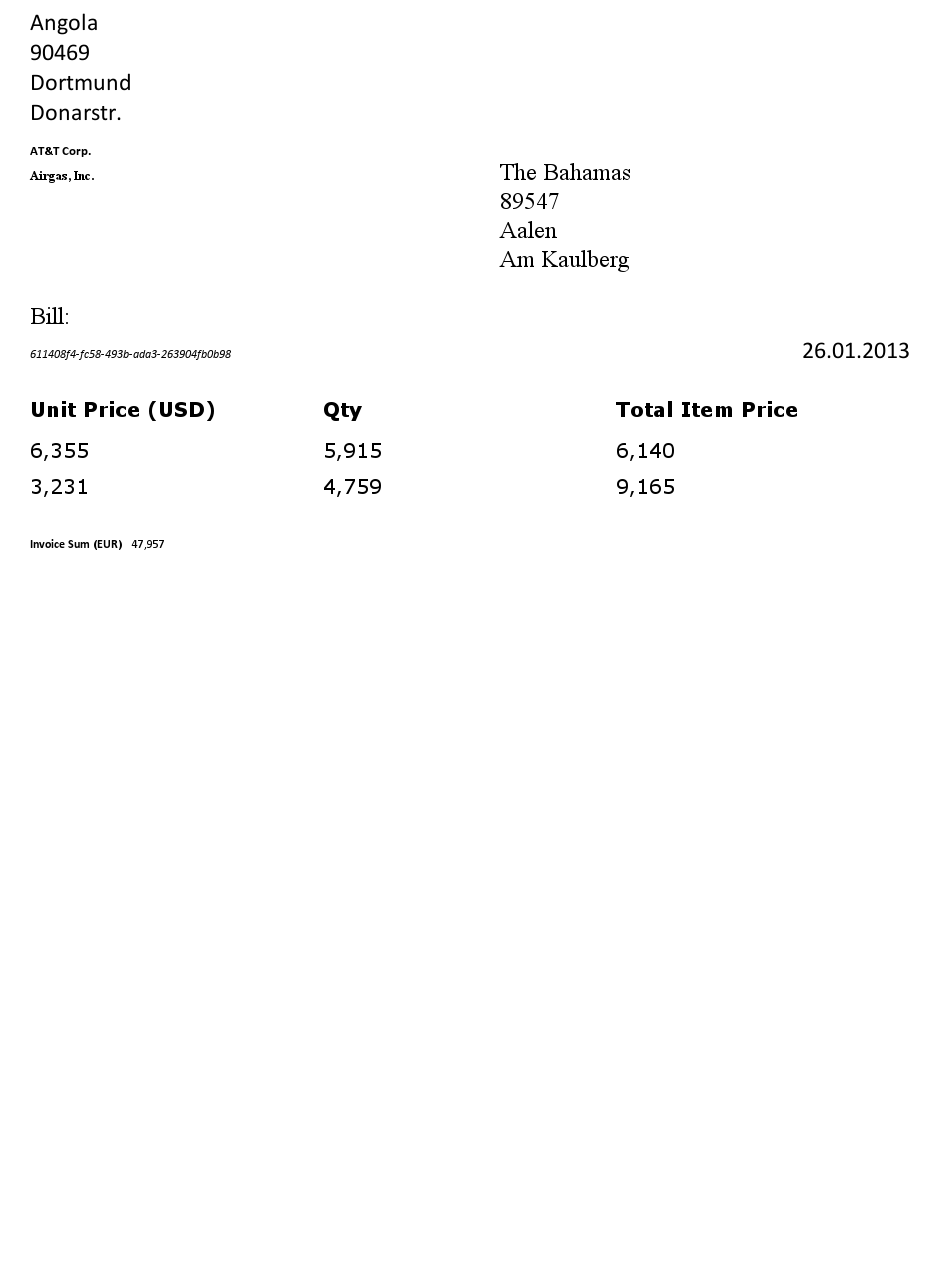 Angola
90469
Dortmund
Donarstr.
AT&T Corp.
Airgas, Inc.
The Bahamas
89547
Aalen
Am Kaulberg
Bill:
611408f4-fc58-493b-ada3-263904fb0b98 26.01.2013
Unit Price (USD) Qty Total Item Price
6,355 5,915 6,140
3,231 4,759 9,165
Invoice Sum (EUR) 47,957